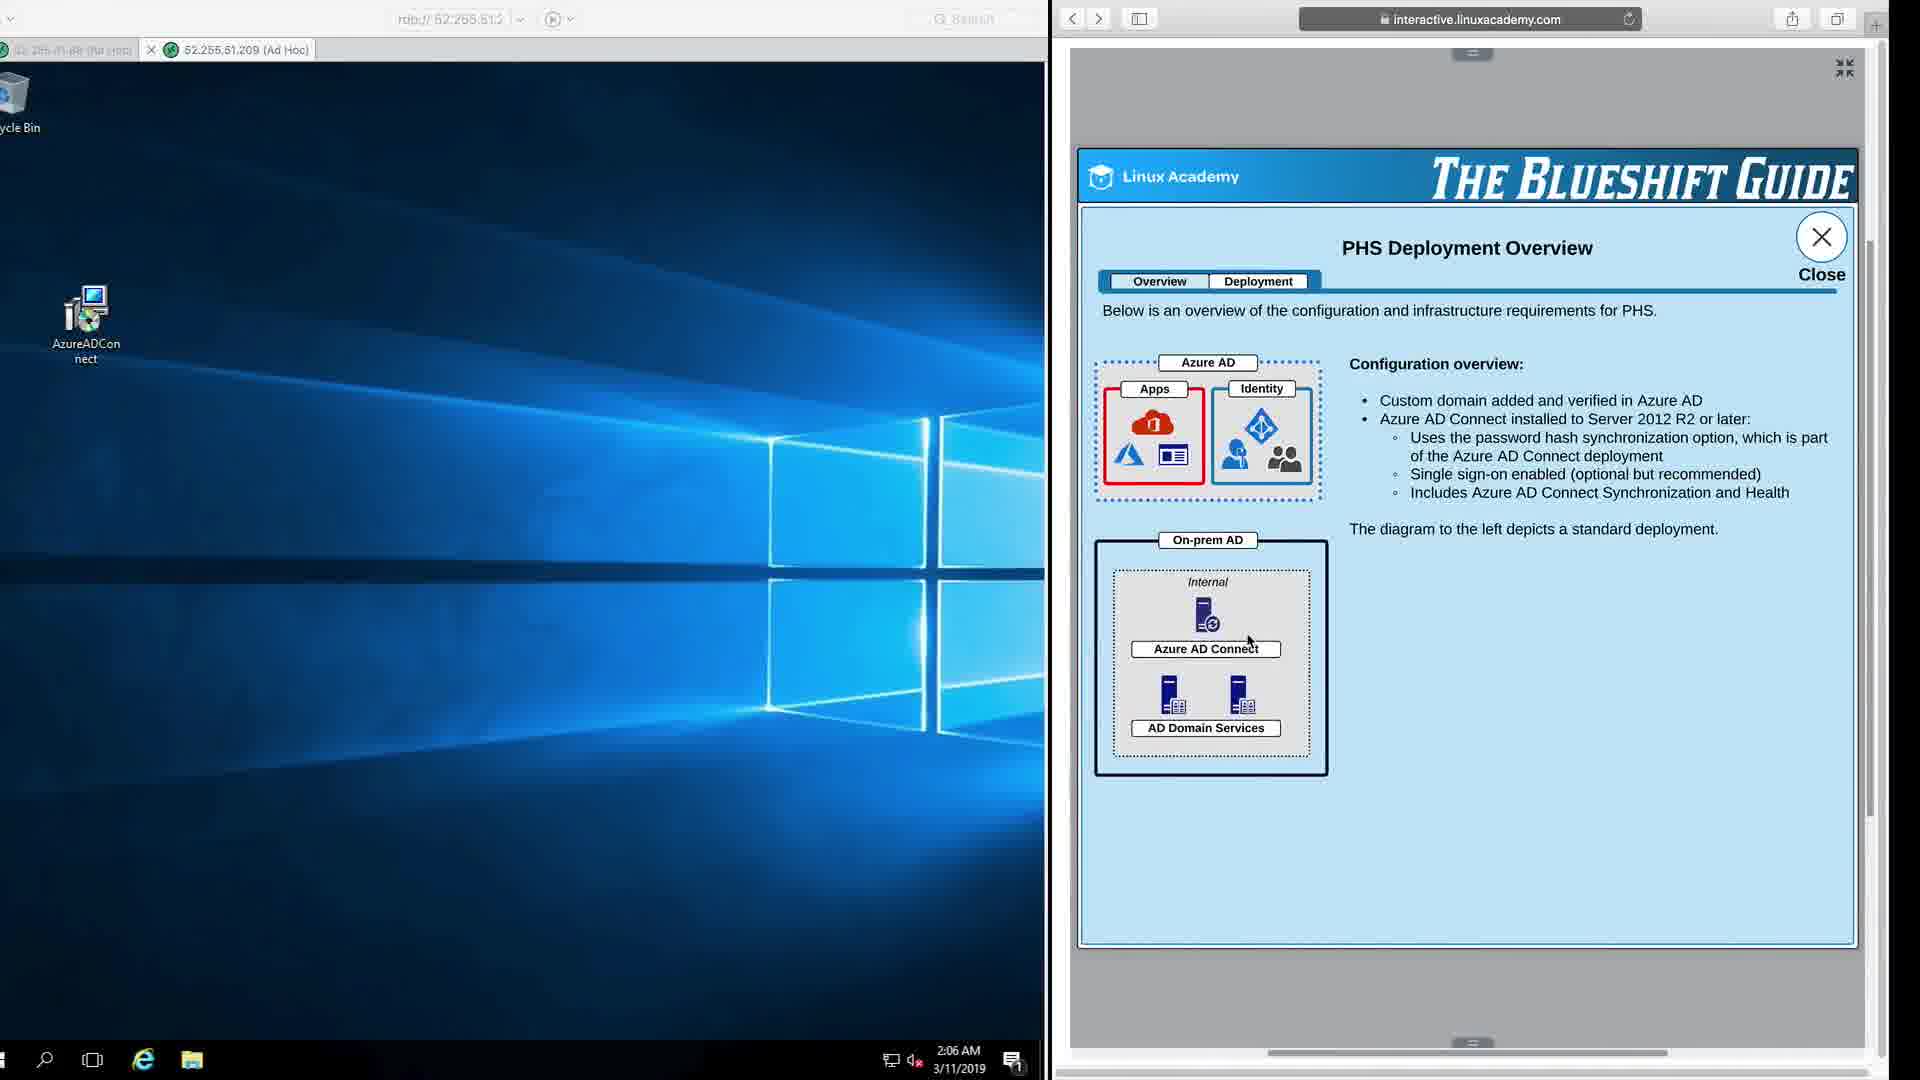 rdp:// 52.255.51.2
Search
52.255.51.209 (Ad Hoc)
ycle Bin
AzureADCon
nect
2:06 AM
3/11/2019
1
interactive.linuxacademy.com
Linux Academy
THE BLUESHIFT GUIDE
PHS Deployment Overview
Close
Overview
Deployment
Below is an overview of the configuration and infrastructure requirements for PHS.
Azure AD
Apps
Identity
On-prem AD
Internal
Azure AD Connect
AD Domain Services
Configuration overview:
• Custom domain added and verified in Azure AD
• Azure AD Connect installed to Server 2012 R2 or later:
◦ Uses the password hash synchronization option, which is part
of the Azure AD Connect deployment
◦ Single sign-on enabled (optional but recommended)
◦ Includes Azure AD Connect Synchronization and Health
The diagram to the left depicts a standard deployment.